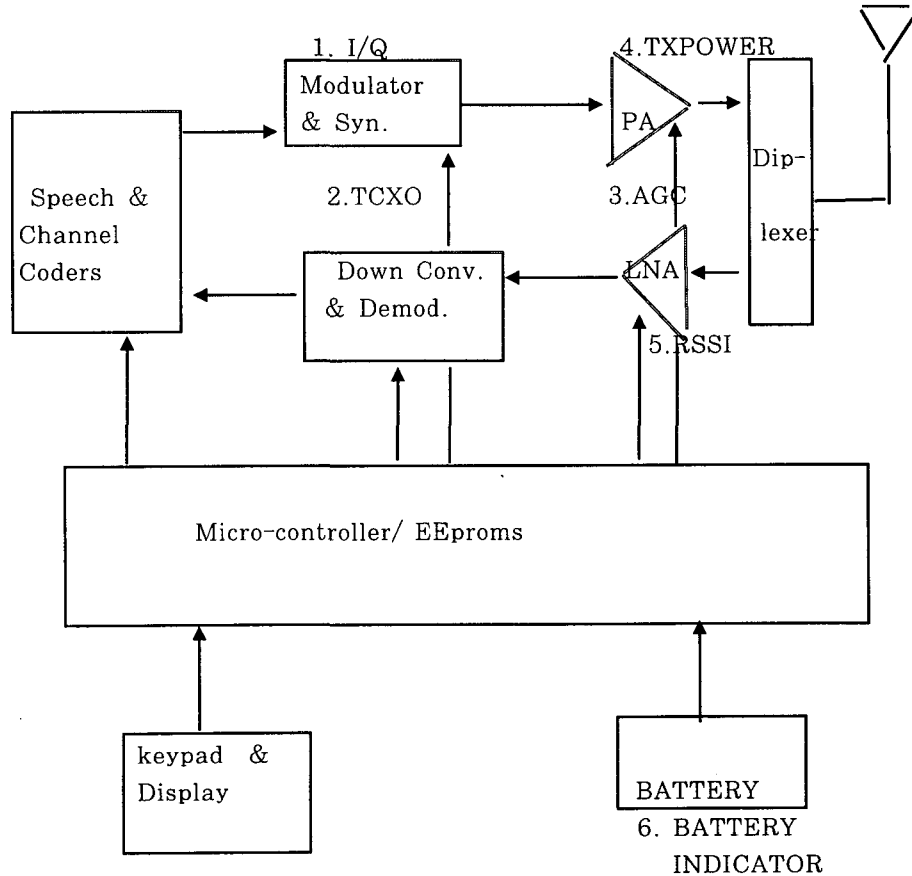 1. I/Q
4.TXPOWER
Modulator
& Syn.
PA
Dip-
lexer
Speech &
Channel
Coders
2.TCXO
3.AGC
Down Conv.
& Demod.
LNA
5.RSSI
Micro-controller/ EEproms
keypad &
Display
BATTERY
6. BATTERY
INDICATOR